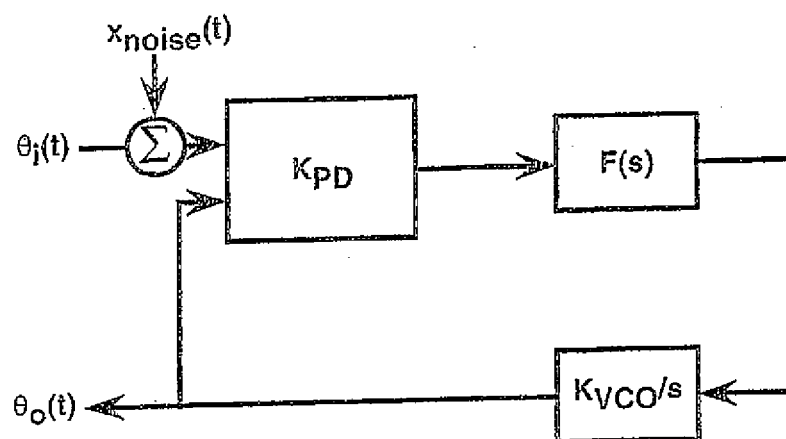 x_noise(t)
θ_i(t)
Σ
K_PD
F(s)
θ_o(t)
K_VCO/s